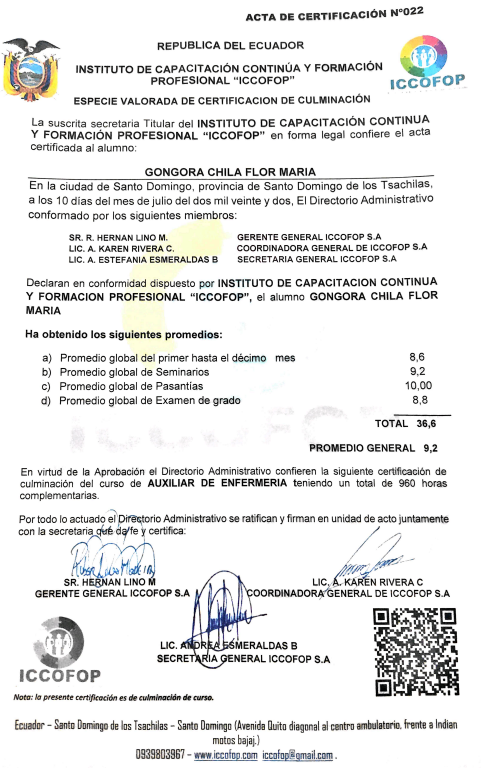 ACTA DE CERTIFICACIÓN N°022
REPUBLICA DEL ECUADOR
INSTITUTO DE CAPACITACIÓN CONTINÚA Y FORMACIÓN
PROFESIONAL “ICCOFOP”
ICCOFOP
ESPECIE VALORADA DE CERTIFICACION DE CULMINACIÓN
La suscrita secretaria Titular del INSTITUTO DE CAPACITACIÓN CONTINUA
Y FORMACIÓN PROFESIONAL “ICCOFOP” en forma legal confiere el acta
certificada al alumno:
GONGORA CHILA FLOR MARIA
En la ciudad de Santo Domingo, provincia de Santo Domingo de los Tsachilas,
a los 10 días del mes de julio del dos mil veinte y dos, El Directorio Administrativo
conformado por los siguientes miembros:
SR. R. HERNAN LINO M. GERENTE GENERAL ICCOFOP S.A
LIC. A. KAREN RIVERA C. COORDINADORA GENERAL DE ICCOFOP S.A
LIC. A. ESTEFANIA ESMERALDAS B SECRETARIA GENERAL ICCOFOP S.A
Declaran en conformidad dispuesto por INSTITUTO DE CAPACITACION CONTINUA
Y FORMACION PROFESIONAL “ICCOFOP”, el alumno GONGORA CHILA FLOR
MARIA
Ha obtenido los siguientes promedios:
a) Promedio global del primer hasta el décimo mes 8,6
b) Promedio global de Seminarios 9,2
c) Promedio global de Pasantías 10,00
d) Promedio global de Examen de grado 8,8
TOTAL 36,6
PROMEDIO GENERAL 9,2
En virtud de la Aprobación el Directorio Administrativo confieren la siguiente certificación de
culminación del curso de AUXILIAR DE ENFERMERIA teniendo un total de 960 horas
complementarias.
Por todo lo actuado el Directorio Administrativo se ratifican y firman en unidad de acto juntamente
con la secretaria que da fe y certifica:
SR. HERNAN LINO M
GERENTE GENERAL ICCOFOP S.A
LIC. A. KAREN RIVERA C
COORDINADORA GENERAL DE ICCOFOP S.A
LIC. ANDREA ESMERALDAS B
SECRETARIA GENERAL ICCOFOP S.A
ICCOFOP
Nota: la presente certificación es de culminación de curso.
Ecuador – Santo Domingo de los Tsachilas – Santo Domingo (Avenida Quito diagonal al centro ambulatorio, frente a Indian
motos bajaj.)
0939803967 – www.iccofop.com iccofop@gmail.com .